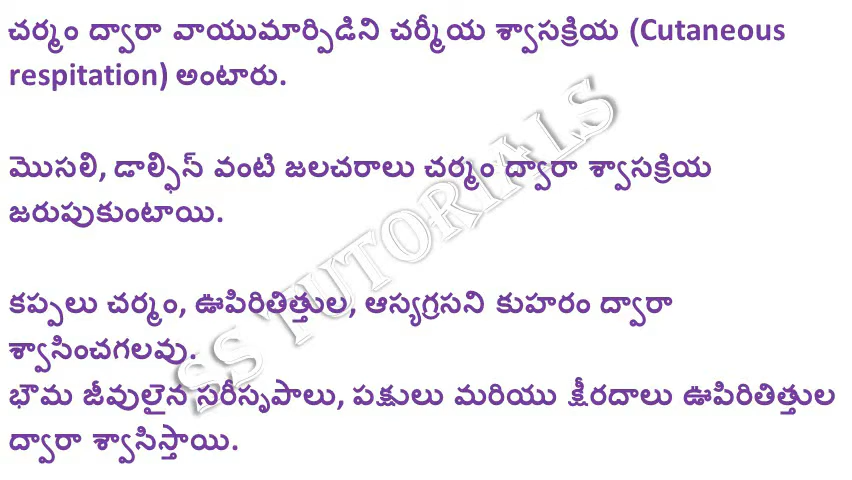 చర్మం ద్వారా వాయుమార్పిడిని చర్మీయ శ్వాసక్రియ (Cutaneous
respitation) అంటారు.
మొసలి, డాల్ఫిన్ వంటి జలచరాలు చర్మం ద్వారా శ్వాసక్రియ
జరుపుకుంటాయి.
కప్పలు చర్మం, ఊపిరితిత్తుల, ఆస్యగ్రసని కుహరం ద్వారా
శ్వాసించగలవు.
భౌమ జీవులైన సరీసృపాలు, పక్షులు మరియు క్షీరదాలు ఊపిరితిత్తుల
ద్వారా శ్వాసిస్తాయి.
SS TUTORIALS